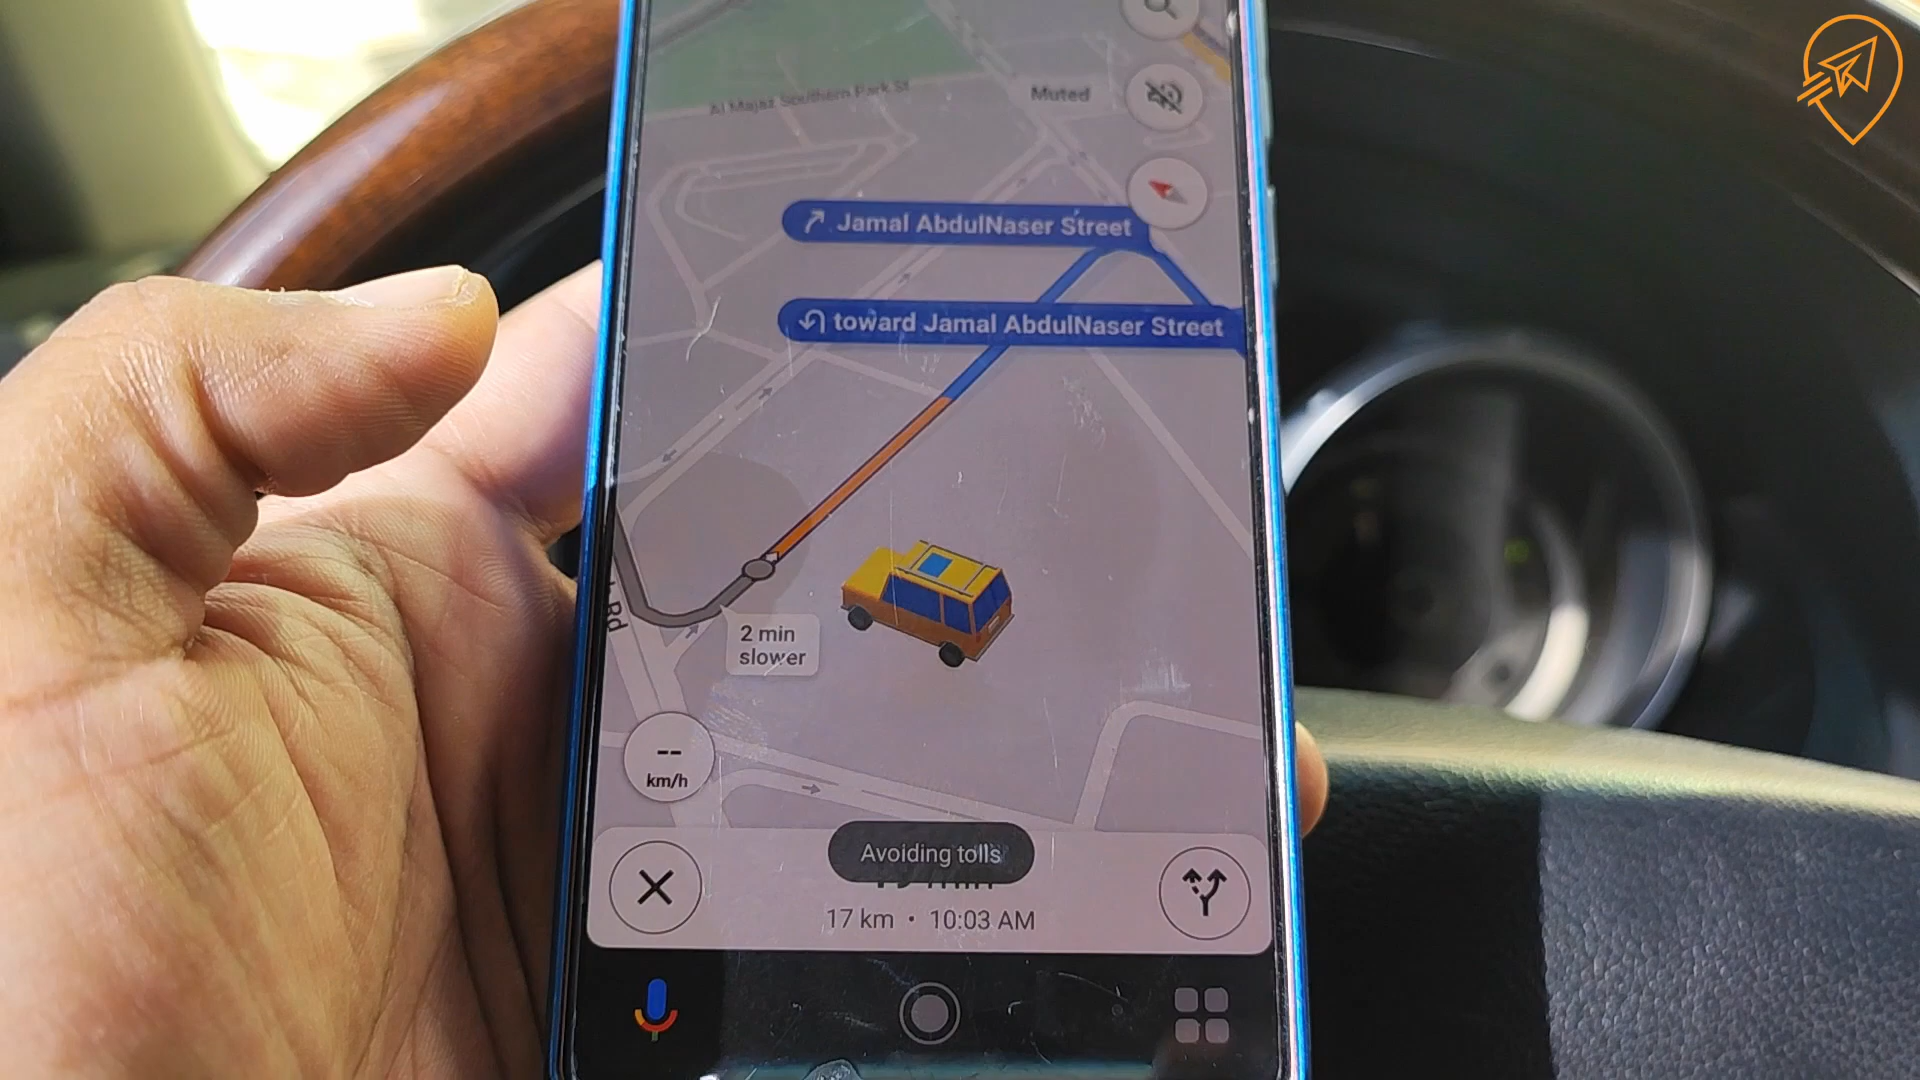 Al Majaz Southern Park St
Muted
Jamal AbdulNaser Street
toward Jamal AbdulNaser Street
Rd
2 min
slower
--
km/h
Avoiding tolls
17 km • 10:03 AM